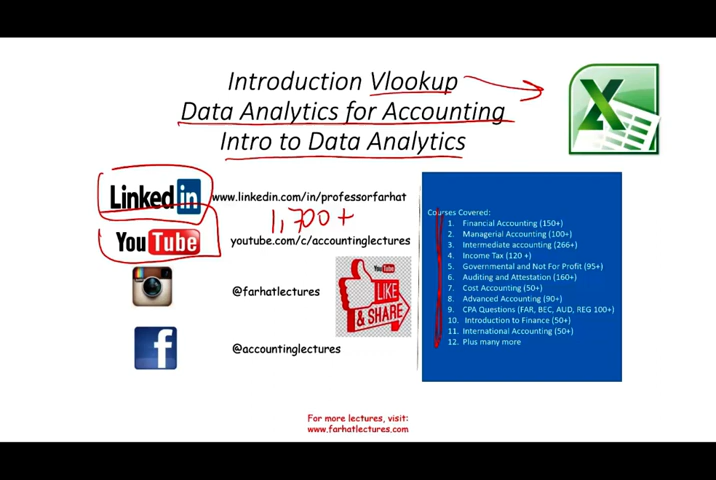 Introduction Vlookup
Data Analytics for Accounting
Intro to Data Analytics
X
Linked in
www.linkedin.com/in/professorfarhat
1,700+
YouTube
youtube.com/c/accountinglectures
@farhatlectures
YouTube
LIKE
& SHARE
@accountinglectures
Courses Covered:
1. Financial Accounting (150+)
2. Managerial Accounting (100+)
3. Intermediate accounting (266+)
4. Income Tax (120 +)
5. Governmental and Not For Profit (95+)
6. Auditing and Attestation (160+)
7. Cost Accounting (50+)
8. Advanced Accounting (90+)
9. CPA Questions (FAR, BEC, AUD, REG 100+)
10. Introduction to Finance (50+)
11. International Accounting (50+)
12. Plus many more
For more lectures, visit:
www.farhatlectures.com